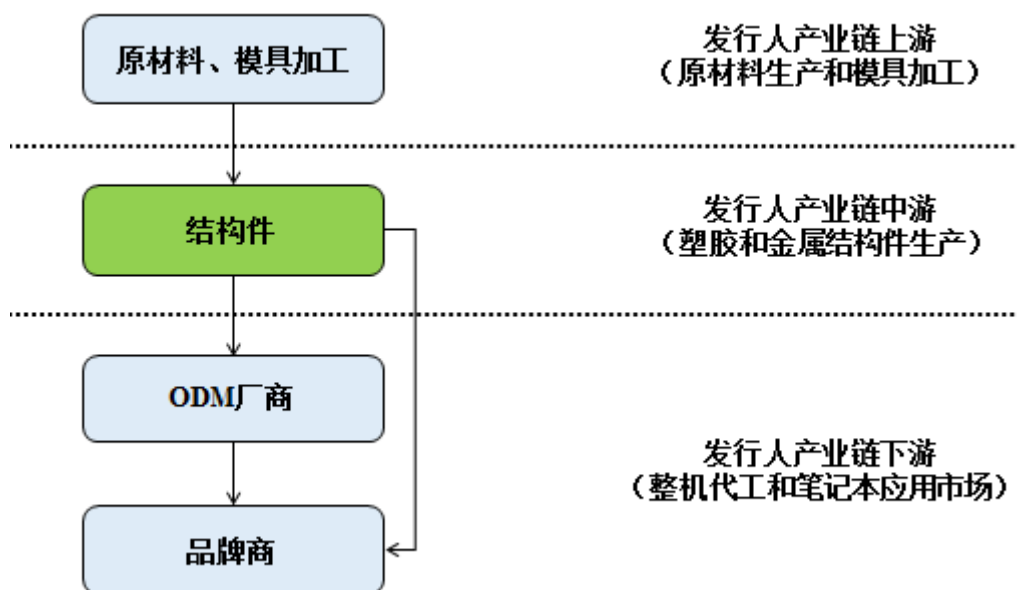 原材料、模具加工
发行人产业链上游
（原材料生产和模具加工）
结构件
发行人产业链中游
（塑胶和金属结构件生产）
ODM厂商
发行人产业链下游
（整机代工和笔记本应用市场）
品牌商